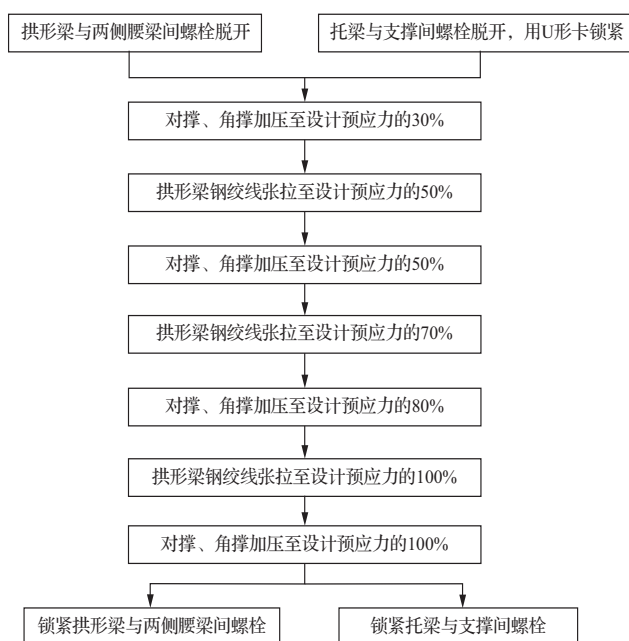 拱形梁与两侧腰梁间螺栓脱开
托梁与支撑间螺栓脱开，用U形卡锁紧
对撑、角撑加压至设计预应力的30%
拱形梁钢绞线张拉至设计预应力的50%
对撑、角撑加压至设计预应力的50%
拱形梁钢绞线张拉至设计预应力的70%
对撑、角撑加压至设计预应力的80%
拱形梁钢绞线张拉至设计预应力的100%
对撑、角撑加压至设计预应力的100%
锁紧拱形梁与两侧腰梁间螺栓
锁紧托梁与支撑间螺栓